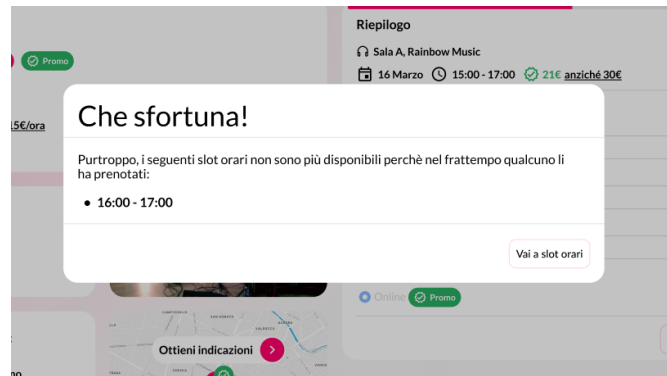 Riepilogo
Sala A, Rainbow Music
Promo
16 Marzo 15:00 - 17:00 21€ anziché 30€
15€/ora
Che sfortuna!
Purtroppo, i seguenti slot orari non sono più disponibili perchè nel frattempo qualcuno li
ha prenotati:
16:00 - 17:00
Vai a slot orari
Online Promo
Ottieni indicazioni